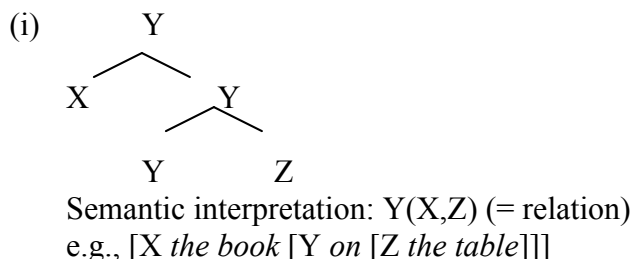 (i) Y
X Y
Y Z
Semantic interpretation: Y(X,Z) (= relation)
e.g., [X the book [Y on [Z the table]]]